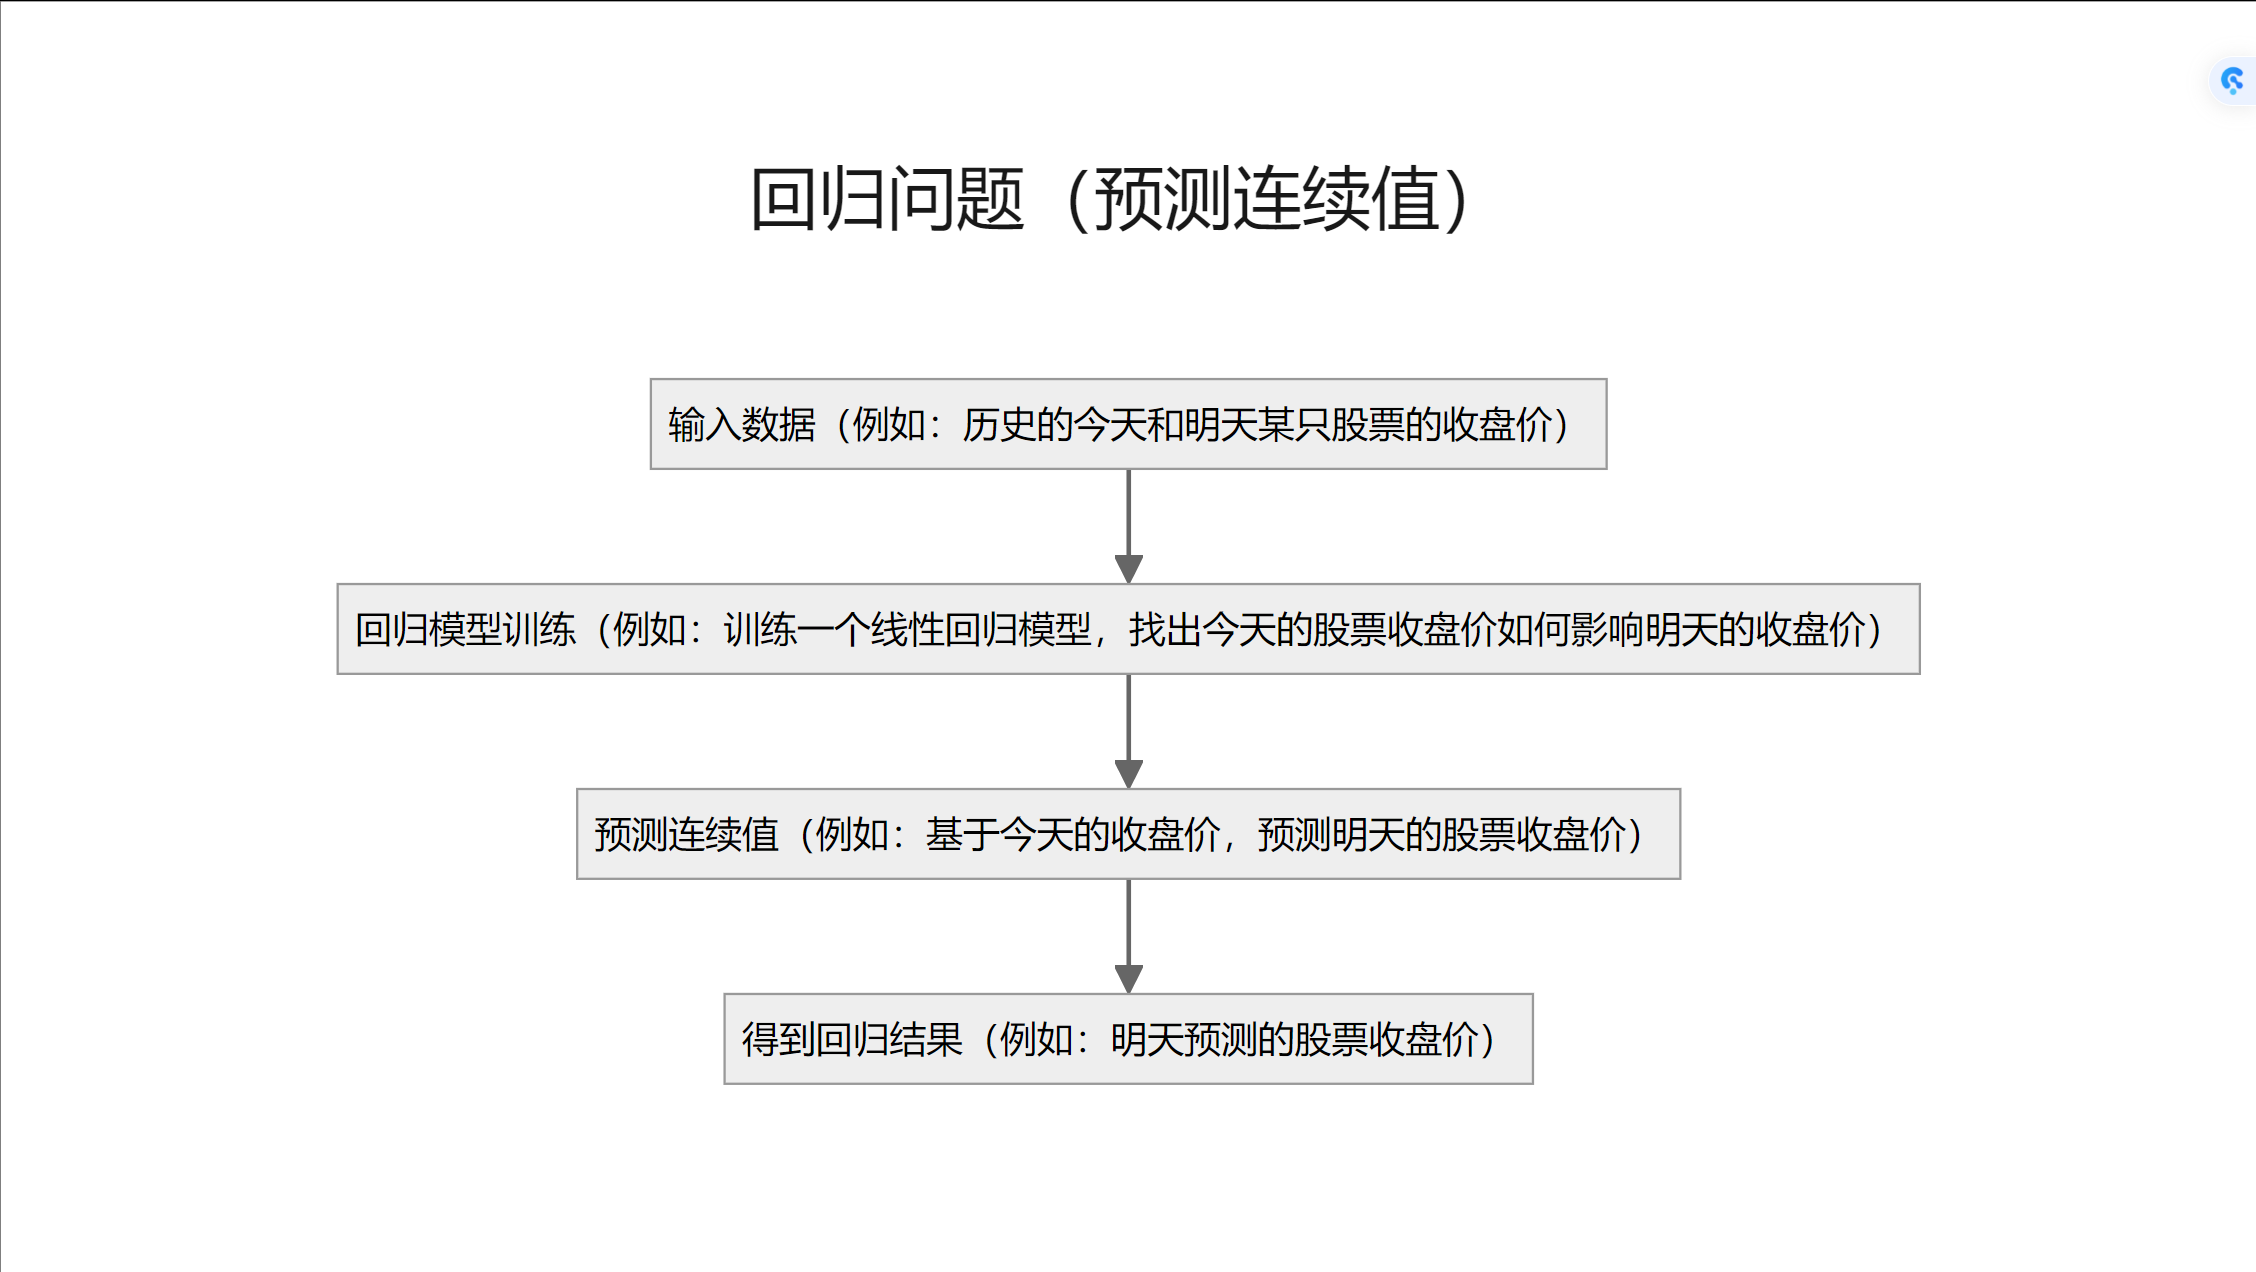 回归问题（预测连续值）
输入数据（例如：历史的今天和明天某只股票的收盘价）
回归模型训练（例如：训练一个线性回归模型，找出今天的股票收盘价如何影响明天的收盘价）
预测连续值（例如：基于今天的收盘价，预测明天的股票收盘价）
得到回归结果（例如：明天预测的股票收盘价）